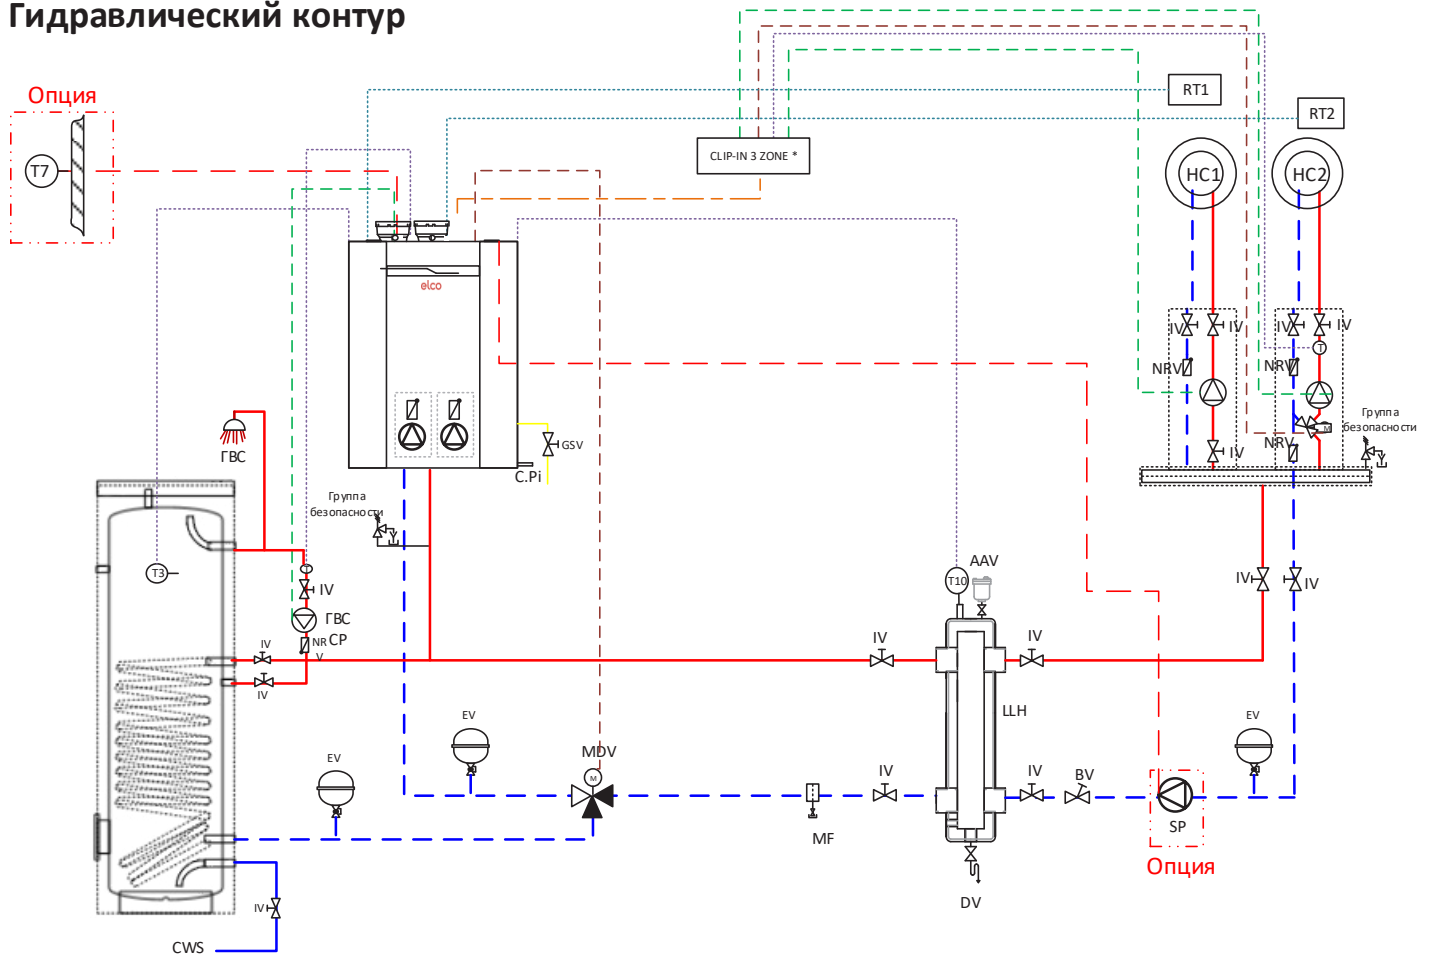 Гидравлический контур
Опция
T7
RT1
RT2
CLIP-IN 3 ZONE *
HC1
HC2
elco
IV
IV
IV
IV
T
NRV
NRV
Группа
безопасности
M
NRV
IV
GSV
C.Pi
ГВС
Группа
безопасности
T3
IV
ГВС
NR
V
CP
IV
IV
T10
AAV
IV
IV
IV
IV
LLH
EV
EV
MDV
M
IV
IV
BV
EV
MF
SP
Опция
DV
IV
CWS